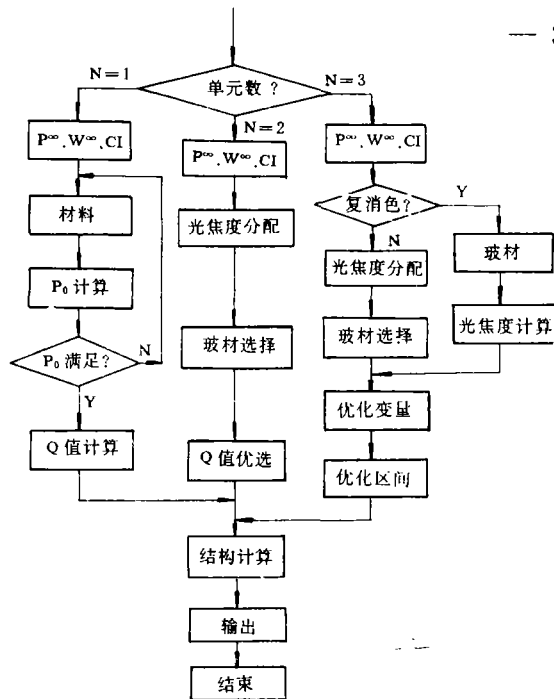 单元数?
N=1
N=2
N=3
P∞、W∞、CI
P∞、W∞、CI
P∞、W∞、CI
材料
P₀计算
P₀满足?
N
Y
Q值计算
光焦度分配
玻材选择
Q值优选
复消色?
Y
N
光焦度分配
玻材选择
玻材
光焦度计算
优化变量
优化区间
结构计算
输出
结束